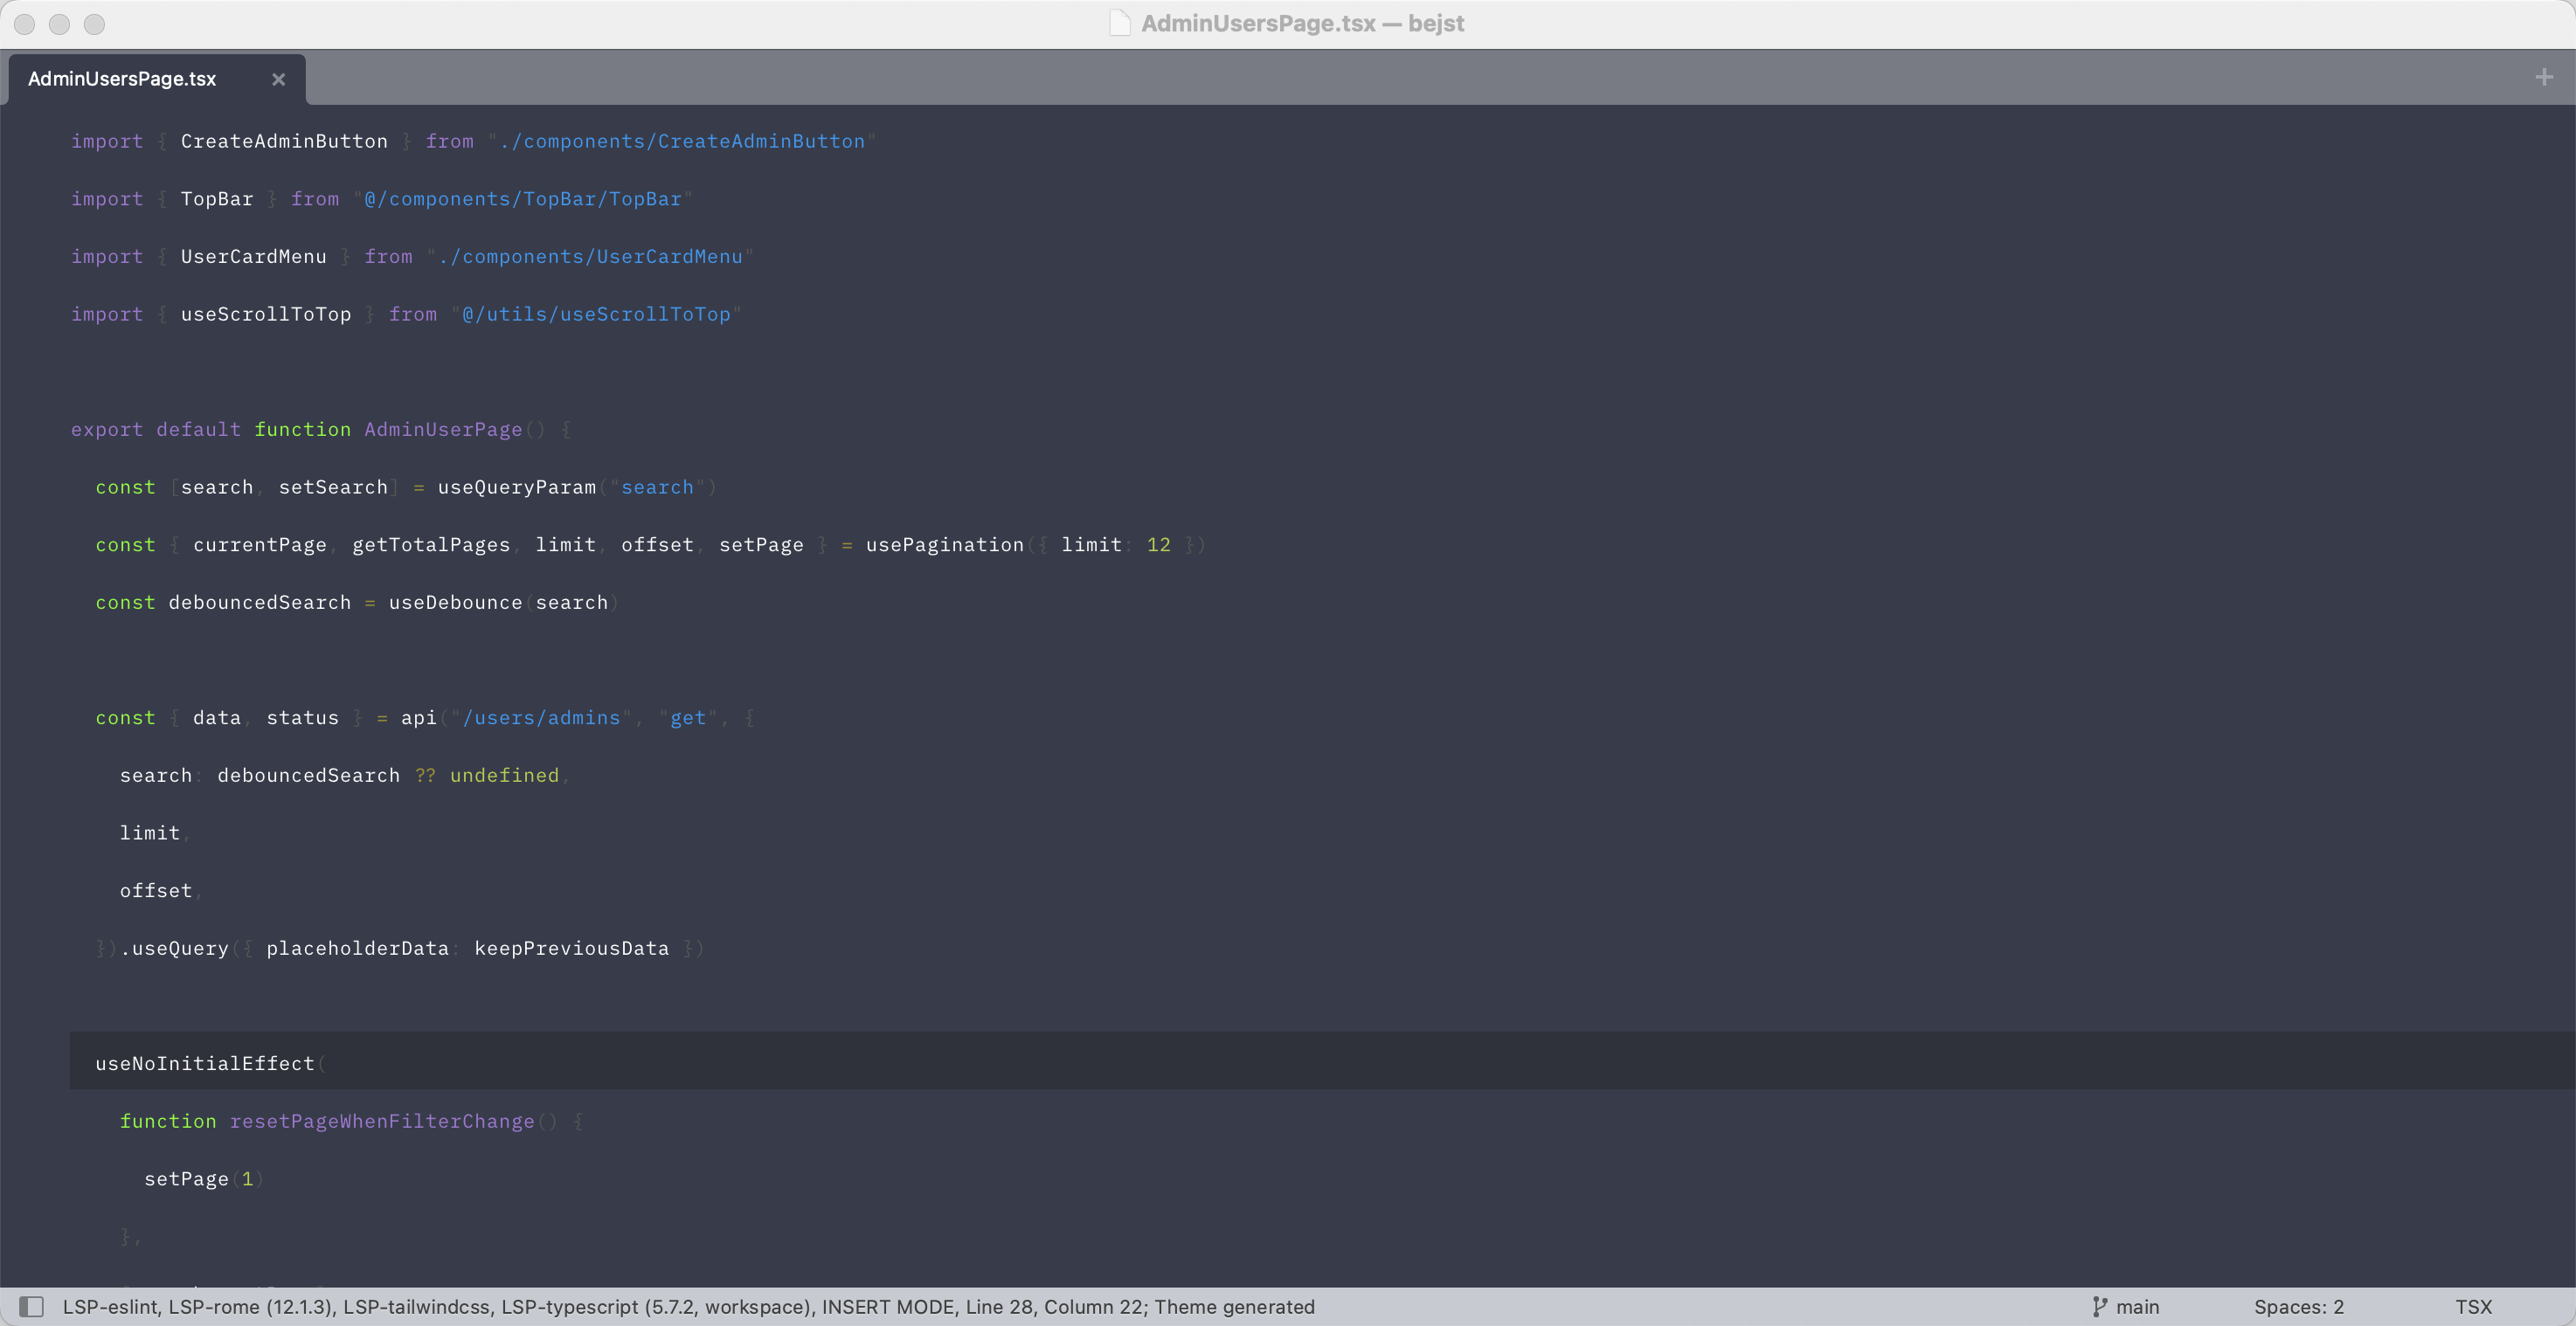 AdminUsersPage.tsx — bejst
AdminUsersPage.tsx
import { CreateAdminButton } from "./components/CreateAdminButton"
import { TopBar } from "@/components/TopBar/TopBar"
import { UserCardMenu } from "./components/UserCardMenu"
import { useScrollToTop } from "@/utils/useScrollToTop"
export default function AdminUserPage() {
const [search, setSearch] = useQueryParam("search")
const { currentPage, getTotalPages, limit, offset, setPage } = usePagination({ limit: 12 })
const debouncedSearch = useDebounce(search)
const { data, status } = api("/users/admins", "get", {
search: debouncedSearch ?? undefined,
limit,
offset,
}).useQuery({ placeholderData: keepPreviousData })
useNoInitialEffect(
function resetPageWhenFilterChange() {
setPage(1)
},
LSP-eslint, LSP-rome (12.1.3), LSP-tailwindcss, LSP-typescript (5.7.2, workspace), INSERT MODE, Line 28, Column 22; Theme generated
main
Spaces: 2
TSX